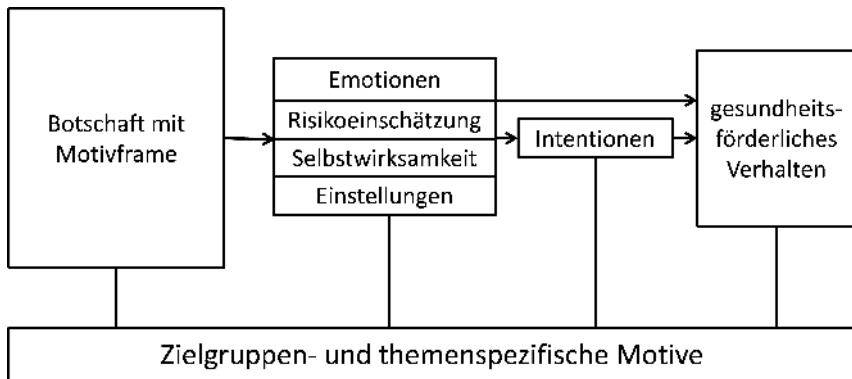 Botschaft mit
Motivframe
Emotionen
Risikoeinschätzung
Selbstwirksamkeit
Einstellungen
Intentionen
gesundheits-
förderliches
Verhalten
Zielgruppen- und themenspezifische Motive